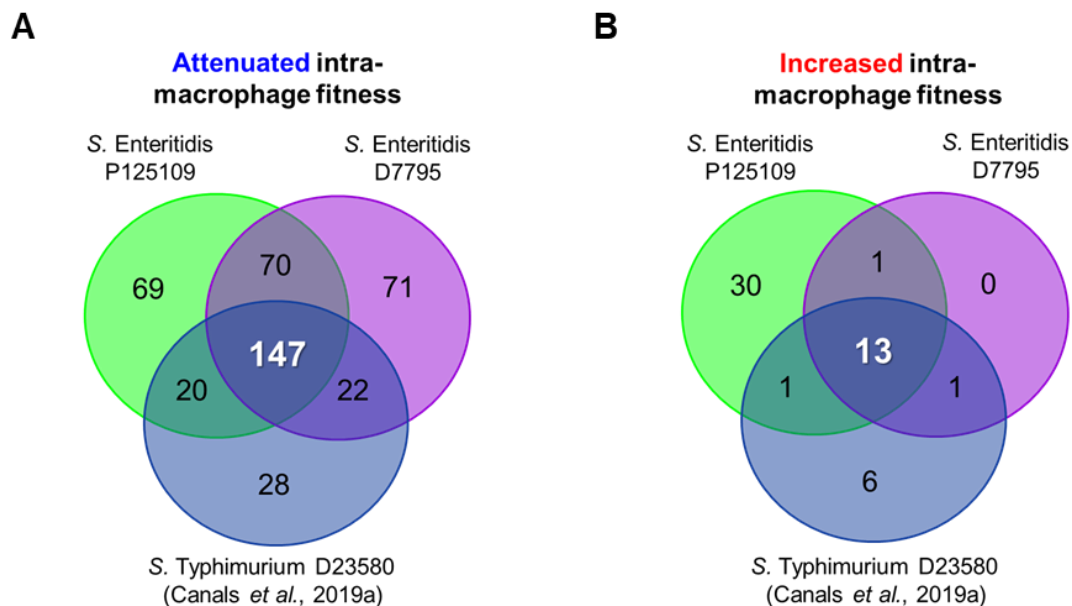 A
Attenuated intra-
macrophage fitness
S. Enteritidis
P125109
S. Enteritidis
D7795
69
70
71
147
20
22
28
S. Typhimurium D23580
(Canals et al., 2019a)
B
Increased intra-
macrophage fitness
S. Enteritidis
P125109
S. Enteritidis
D7795
30
1
0
13
1
1
6
S. Typhimurium D23580
(Canals et al., 2019a)